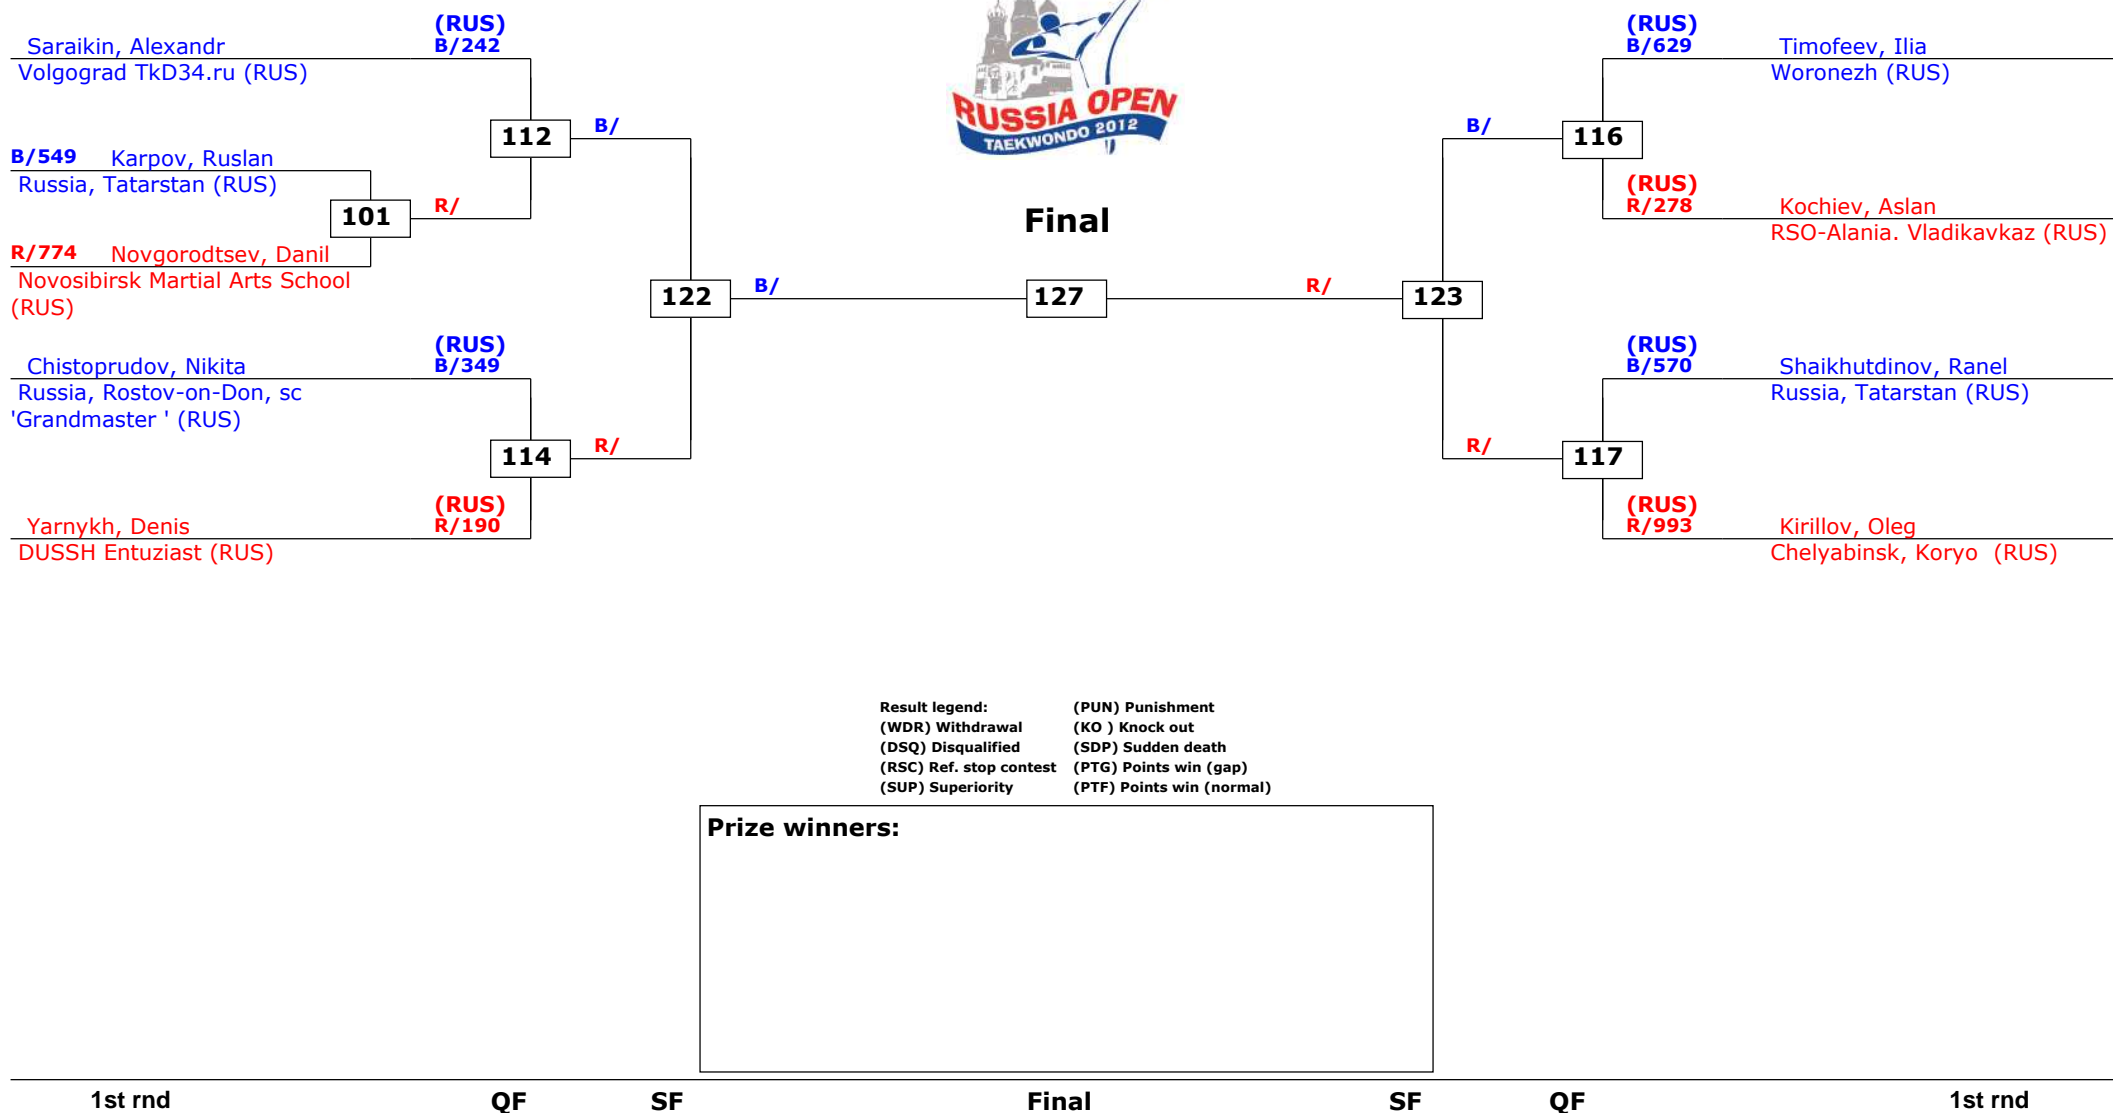 (RUS)
B/242
Saraikin, Alexandr
Volgograd TkD34.ru (RUS)
112
B/
B/549 Karpov, Ruslan
Russia, Tatarstan (RUS)
101
R/
R/774 Novgorodtsev, Danil
Novosibirsk Martial Arts School
(RUS)
122
B/
(RUS)
B/349
Chistoprudov, Nikita
Russia, Rostov-on-Don, sc
'Grandmaster ' (RUS)
114
R/
(RUS)
R/190
Yarnykh, Denis
DUSSH Entuziast (RUS)
RUSSIA OPEN
TAEKWONDO 2012
Final
127
(RUS)
B/629
Timofeev, Ilia
Woronezh (RUS)
B/
116
(RUS)
R/278
Kochiev, Aslan
RSO-Alania. Vladikavkaz (RUS)
R/
123
(RUS)
B/570
Shaikhutdinov, Ranel
Russia, Tatarstan (RUS)
R/
117
(RUS)
R/993
Kirillov, Oleg
Chelyabinsk, Koryo (RUS)
Result legend: (PUN) Punishment
(WDR) Withdrawal (KO ) Knock out
(DSQ) Disqualified (SDP) Sudden death
(RSC) Ref. stop contest (PTG) Points win (gap)
(SUP) Superiority (PTF) Points win (normal)
Prize winners:
1st rnd QF SF Final SF QF 1st rnd